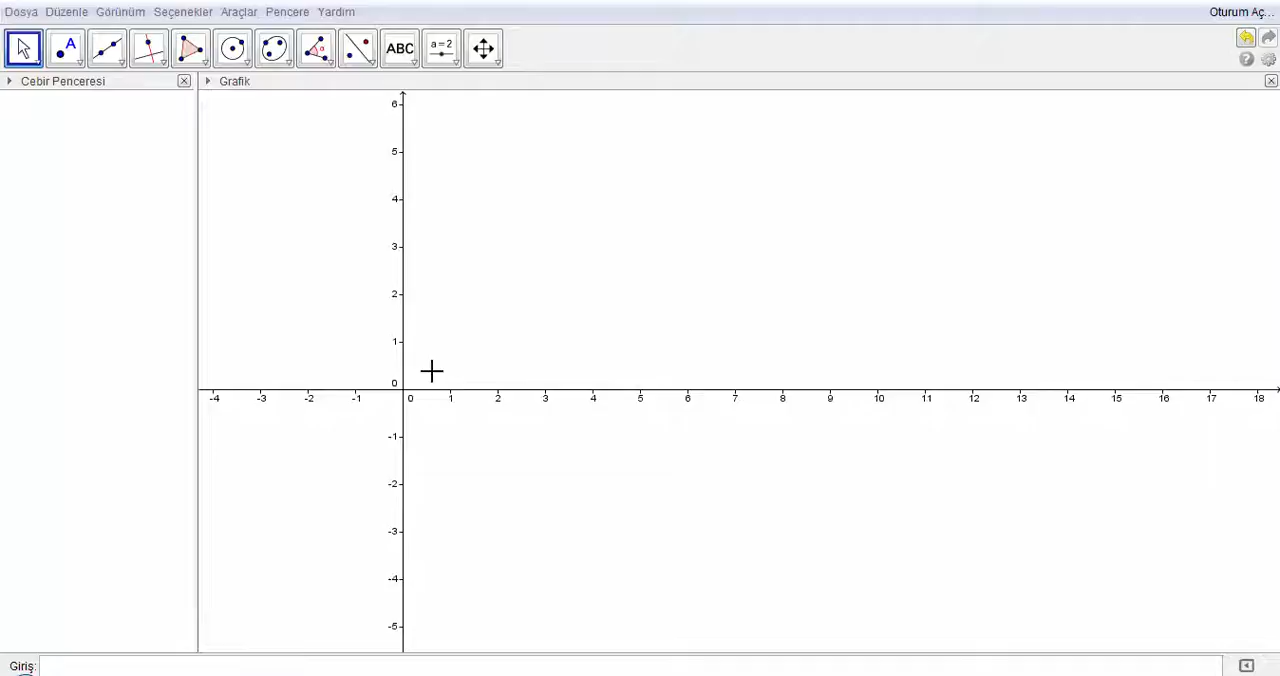 Dosya Düzenle Görünüm Seçenekler Araçlar Pencere Yardım Oturum Aç...
A ABC a=2
Cebir Penceresi Grafik
6
5
4
3
2
1
0
-4 -3 -2 -1 0 1 2 3 4 5 6 7 8 9 10 11 12 13 14 15 16 17 18
-1
-2
-3
-4
-5
Giriş: